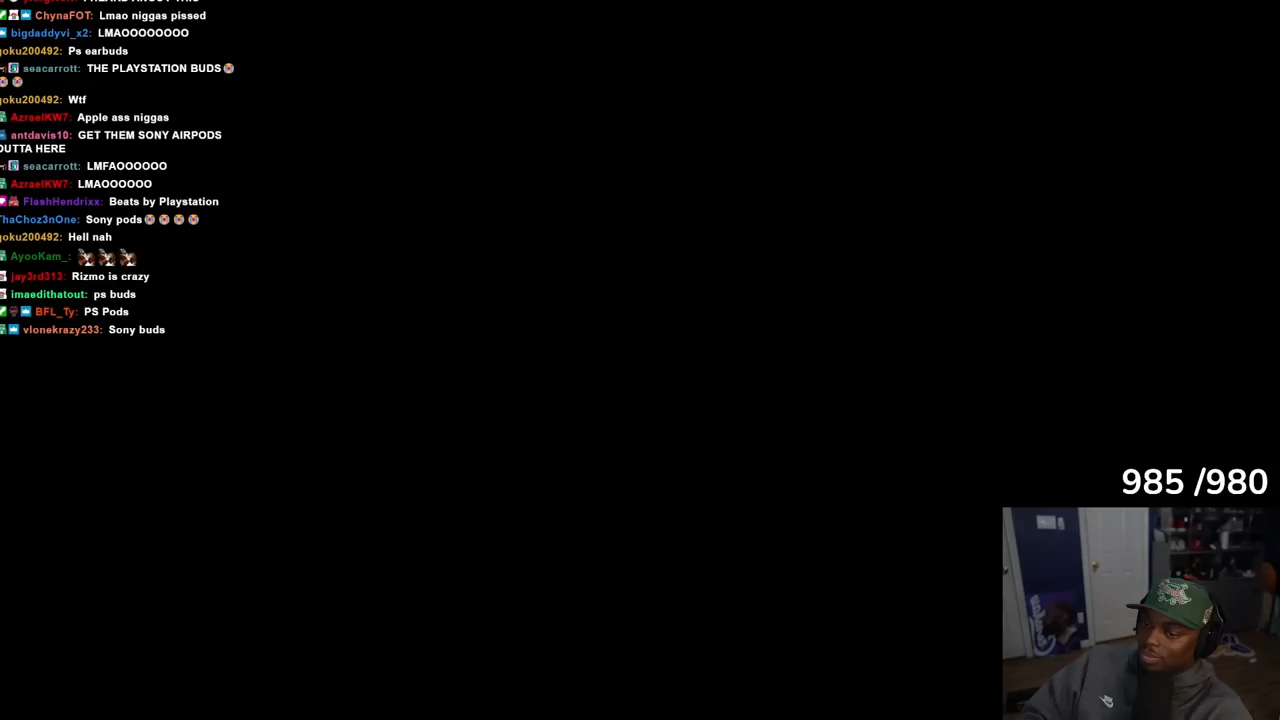 ChynaFOT: Lmao niggas pissed
bigdaddyvi_x2: LMAOOOOOOOO
goku200492: Ps earbuds
seacarrott: THE PLAYSTATION BUDS
goku200492: Wtf
AzraelKW7: Apple ass niggas
antdavis10: GET THEM SONY AIRPODS
OUTTA HERE
seacarrott: LMFAOOOOOO
AzraelKW7: LMAOOOOOO
FlashHendrixx: Beats by Playstation
ThaChoz3nOne: Sony pods
goku200492: Hell nah
AyooKam_:
jay3rd313: Rizmo is crazy
imaedithatout: ps buds
BFL_Ty: PS Pods
vlonekrazy233: Sony buds
985 /980